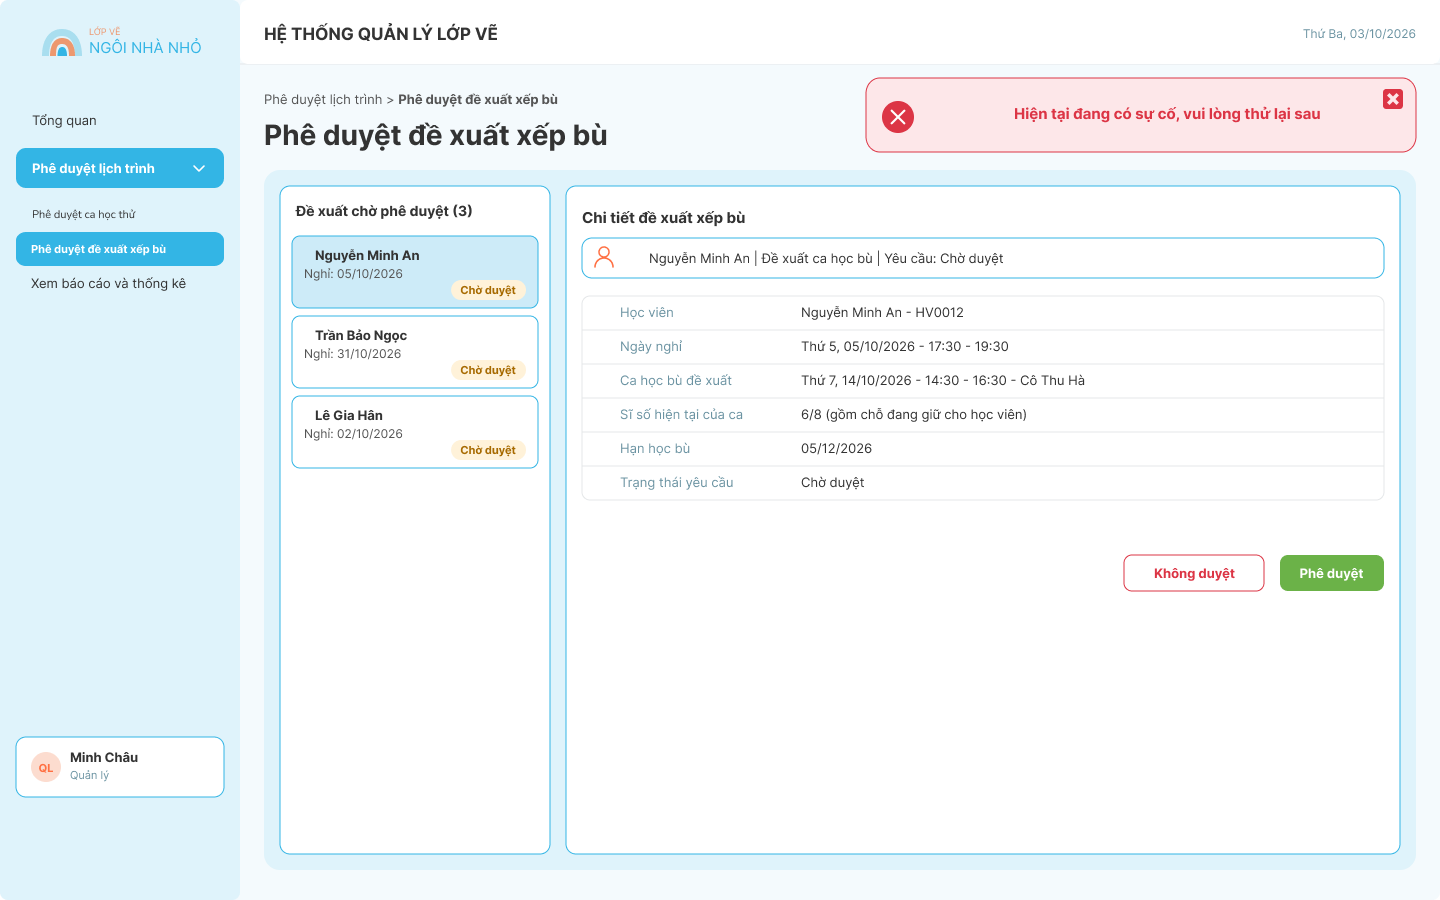 LỚP VẼ
NGÔI NHÀ NHỎ
Tổng quan
Phê duyệt lịch trình
Phê duyệt ca học thử
Phê duyệt đề xuất xếp bù
Xem báo cáo và thống kê
QL
Minh Châu
Quản lý
HỆ THỐNG QUẢN LÝ LỚP VẼ
Thứ Ba, 03/10/2026
Phê duyệt lịch trình > Phê duyệt đề xuất xếp bù
Phê duyệt đề xuất xếp bù
Hiện tại đang có sự cố, vui lòng thử lại sau
Đề xuất chờ phê duyệt (3)
Nguyễn Minh An
Nghỉ: 05/10/2026
Chờ duyệt
Trần Bảo Ngọc
Nghỉ: 31/10/2026
Chờ duyệt
Lê Gia Hân
Nghỉ: 02/10/2026
Chờ duyệt
Chi tiết đề xuất xếp bù
Nguyễn Minh An | Đề xuất ca học bù | Yêu cầu: Chờ duyệt
Học viên Nguyễn Minh An - HV0012
Ngày nghỉ Thứ 5, 05/10/2026 - 17:30 - 19:30
Ca học bù đề xuất Thứ 7, 14/10/2026 - 14:30 - 16:30 - Cô Thu Hà
Sĩ số hiện tại của ca 6/8 (gồm chỗ đang giữ cho học viên)
Hạn học bù 05/12/2026
Trạng thái yêu cầu Chờ duyệt
Không duyệt
Phê duyệt